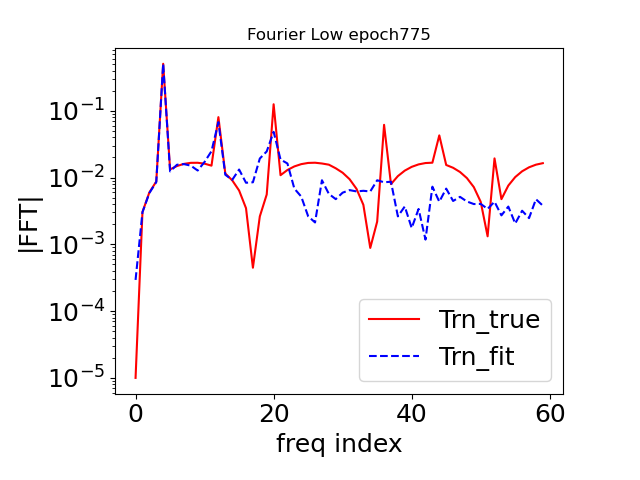 Fourier Low epoch775
|FFT|
10⁻¹
10⁻²
10⁻³
10⁻⁴
10⁻⁵
Trn_true
Trn_fit
0 20 40 60
freq index